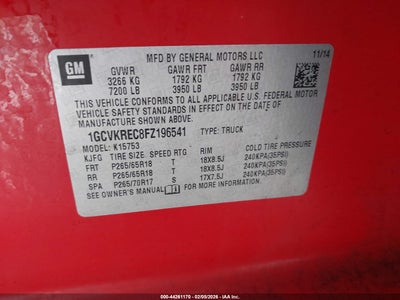 MFD BY GENERAL MOTORS LLC
11/14
GM
GVWR GAWR FRT GAWR RR
3266 KG 1792 KG 1792 KG
7200 LB 3950 LB 3950 LB
THIS VEHICLE CONFORMS TO ALL APPLICABLE U.S. FEDERAL MOTOR
VEHICLE SAFETY STANDARDS IN EFFECT ON THE DATE OF
MANUFACTURE SHOWN ABOVE.
1GCVKREC8FZ196541 TYPE: TRUCK
MODEL: K15753
KJFG TIRE SIZE SPEED RTG RIM COLD TIRE PRESSURE
FRT P265/65R18 T 18X8.5J 240KPA(35PSI)
RR P265/65R18 T 18X8.5J 240KPA(35PSI)
SPA P265/70R17 S 17X7.5J 240KPA(35PSI)
SEE OWNER'S MANUAL FOR ADDITIONAL INFORMATION.
000-44261170 - 02/09/2026 - IAAI.COM